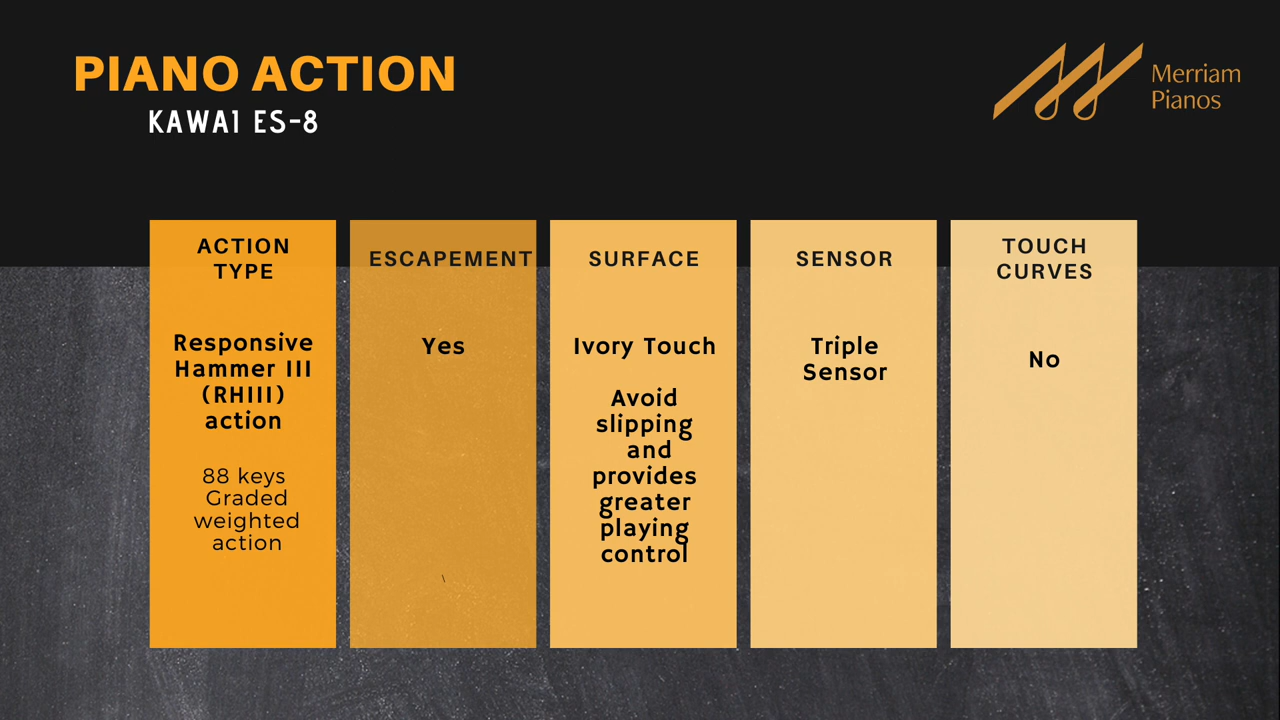 PIANO ACTION
KAWAI ES-8
Merriam
Pianos
ACTION
TYPE
Responsive
Hammer III
(RHIII)
action
88 keys
Graded
weighted
action
ESCAPEMENT
Yes
\
SURFACE
Ivory Touch
Avoid
slipping
and
provides
greater
playing
control
SENSOR
Triple
Sensor
TOUCH
CURVES
No